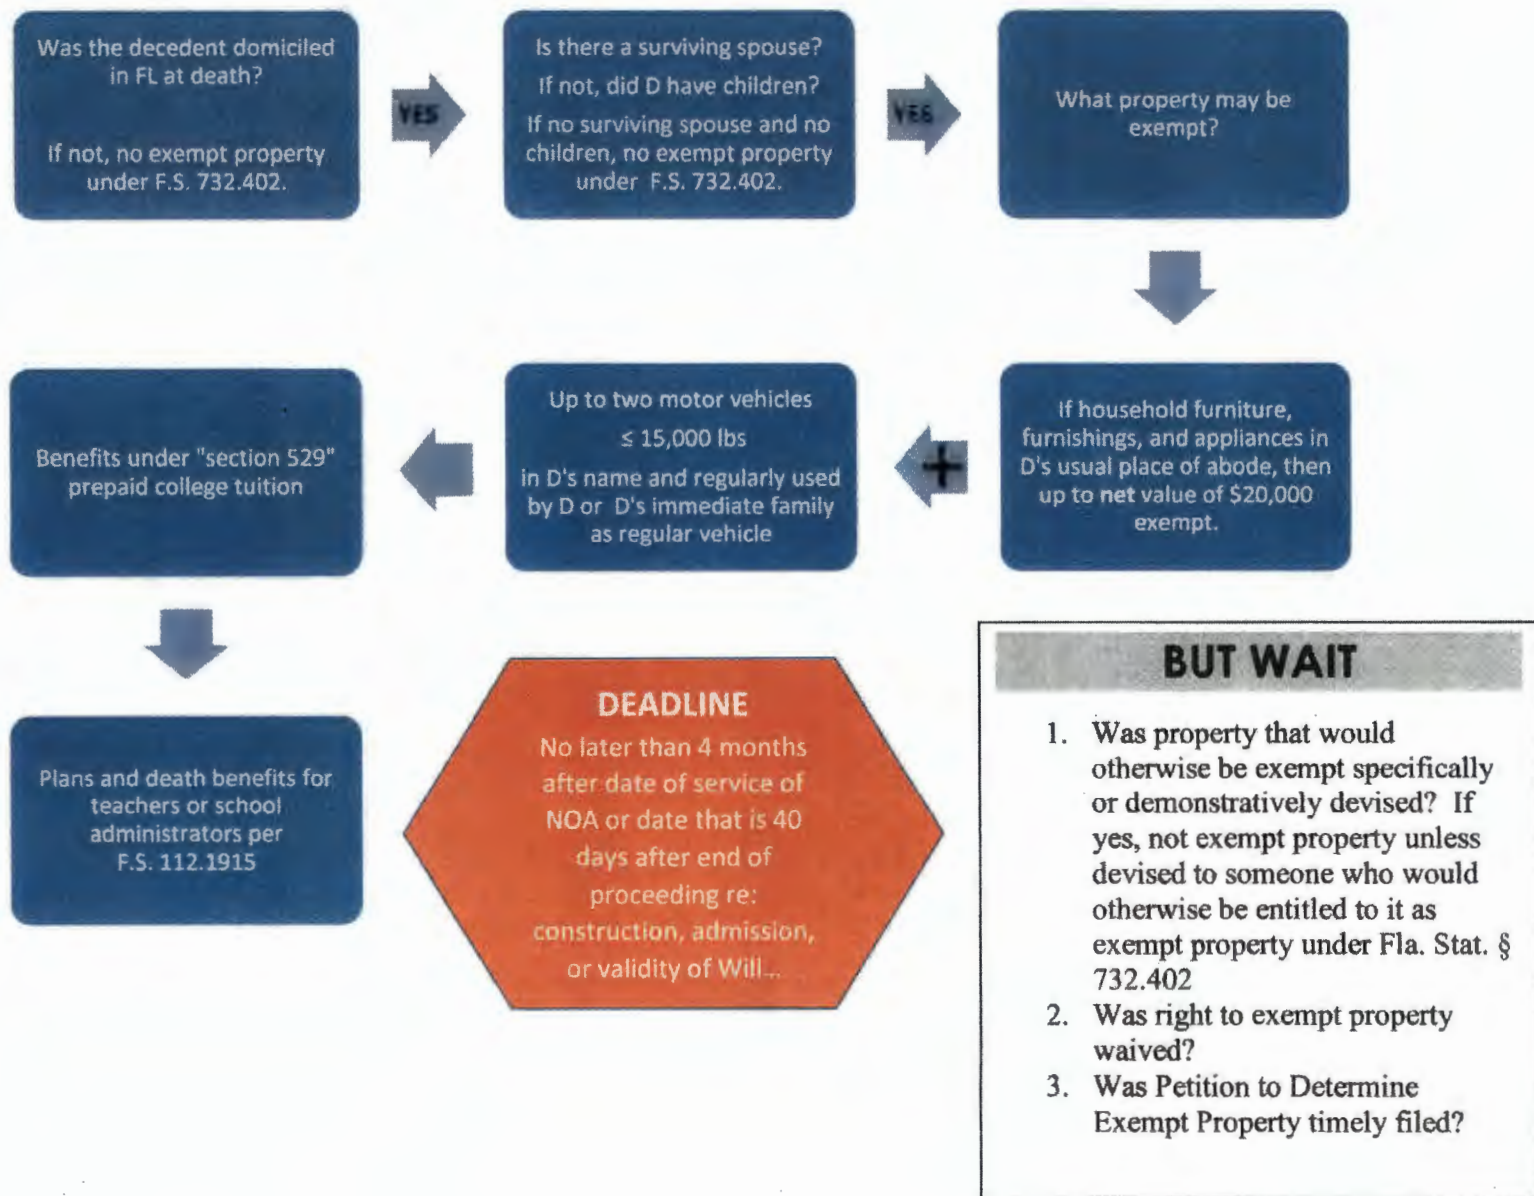 Was the decedent domiciled
in FL at death?
If not, no exempt property
under F.S. 732.402.
YES
Is there a surviving spouse?
If not, did D have children?
If no surviving spouse and no
children, no exempt property
under F.S. 732.402.
YES
What property may be
exempt?
If household furniture,
furnishings, and appliances in
D's usual place of abode, then
up to net value of $20,000
exempt.
+
Up to two motor vehicles
≤ 15,000 lbs
in D's name and regularly used
by D or D's immediate family
as regular vehicle
Benefits under "section 529"
prepaid college tuition
Plans and death benefits for
teachers or school
administrators per
F.S. 112.1915
DEADLINE
No later than 4 months
after date of service of
NOA or date that is 40
days after end of
proceeding re:
construction, admission,
or validity of Will...
BUT WAIT
1. Was property that would
otherwise be exempt specifically
or demonstratively devised? If
yes, not exempt property unless
devised to someone who would
otherwise be entitled to it as
exempt property under Fla. Stat. §
732.402
2. Was right to exempt property
waived?
3. Was Petition to Determine
Exempt Property timely filed?